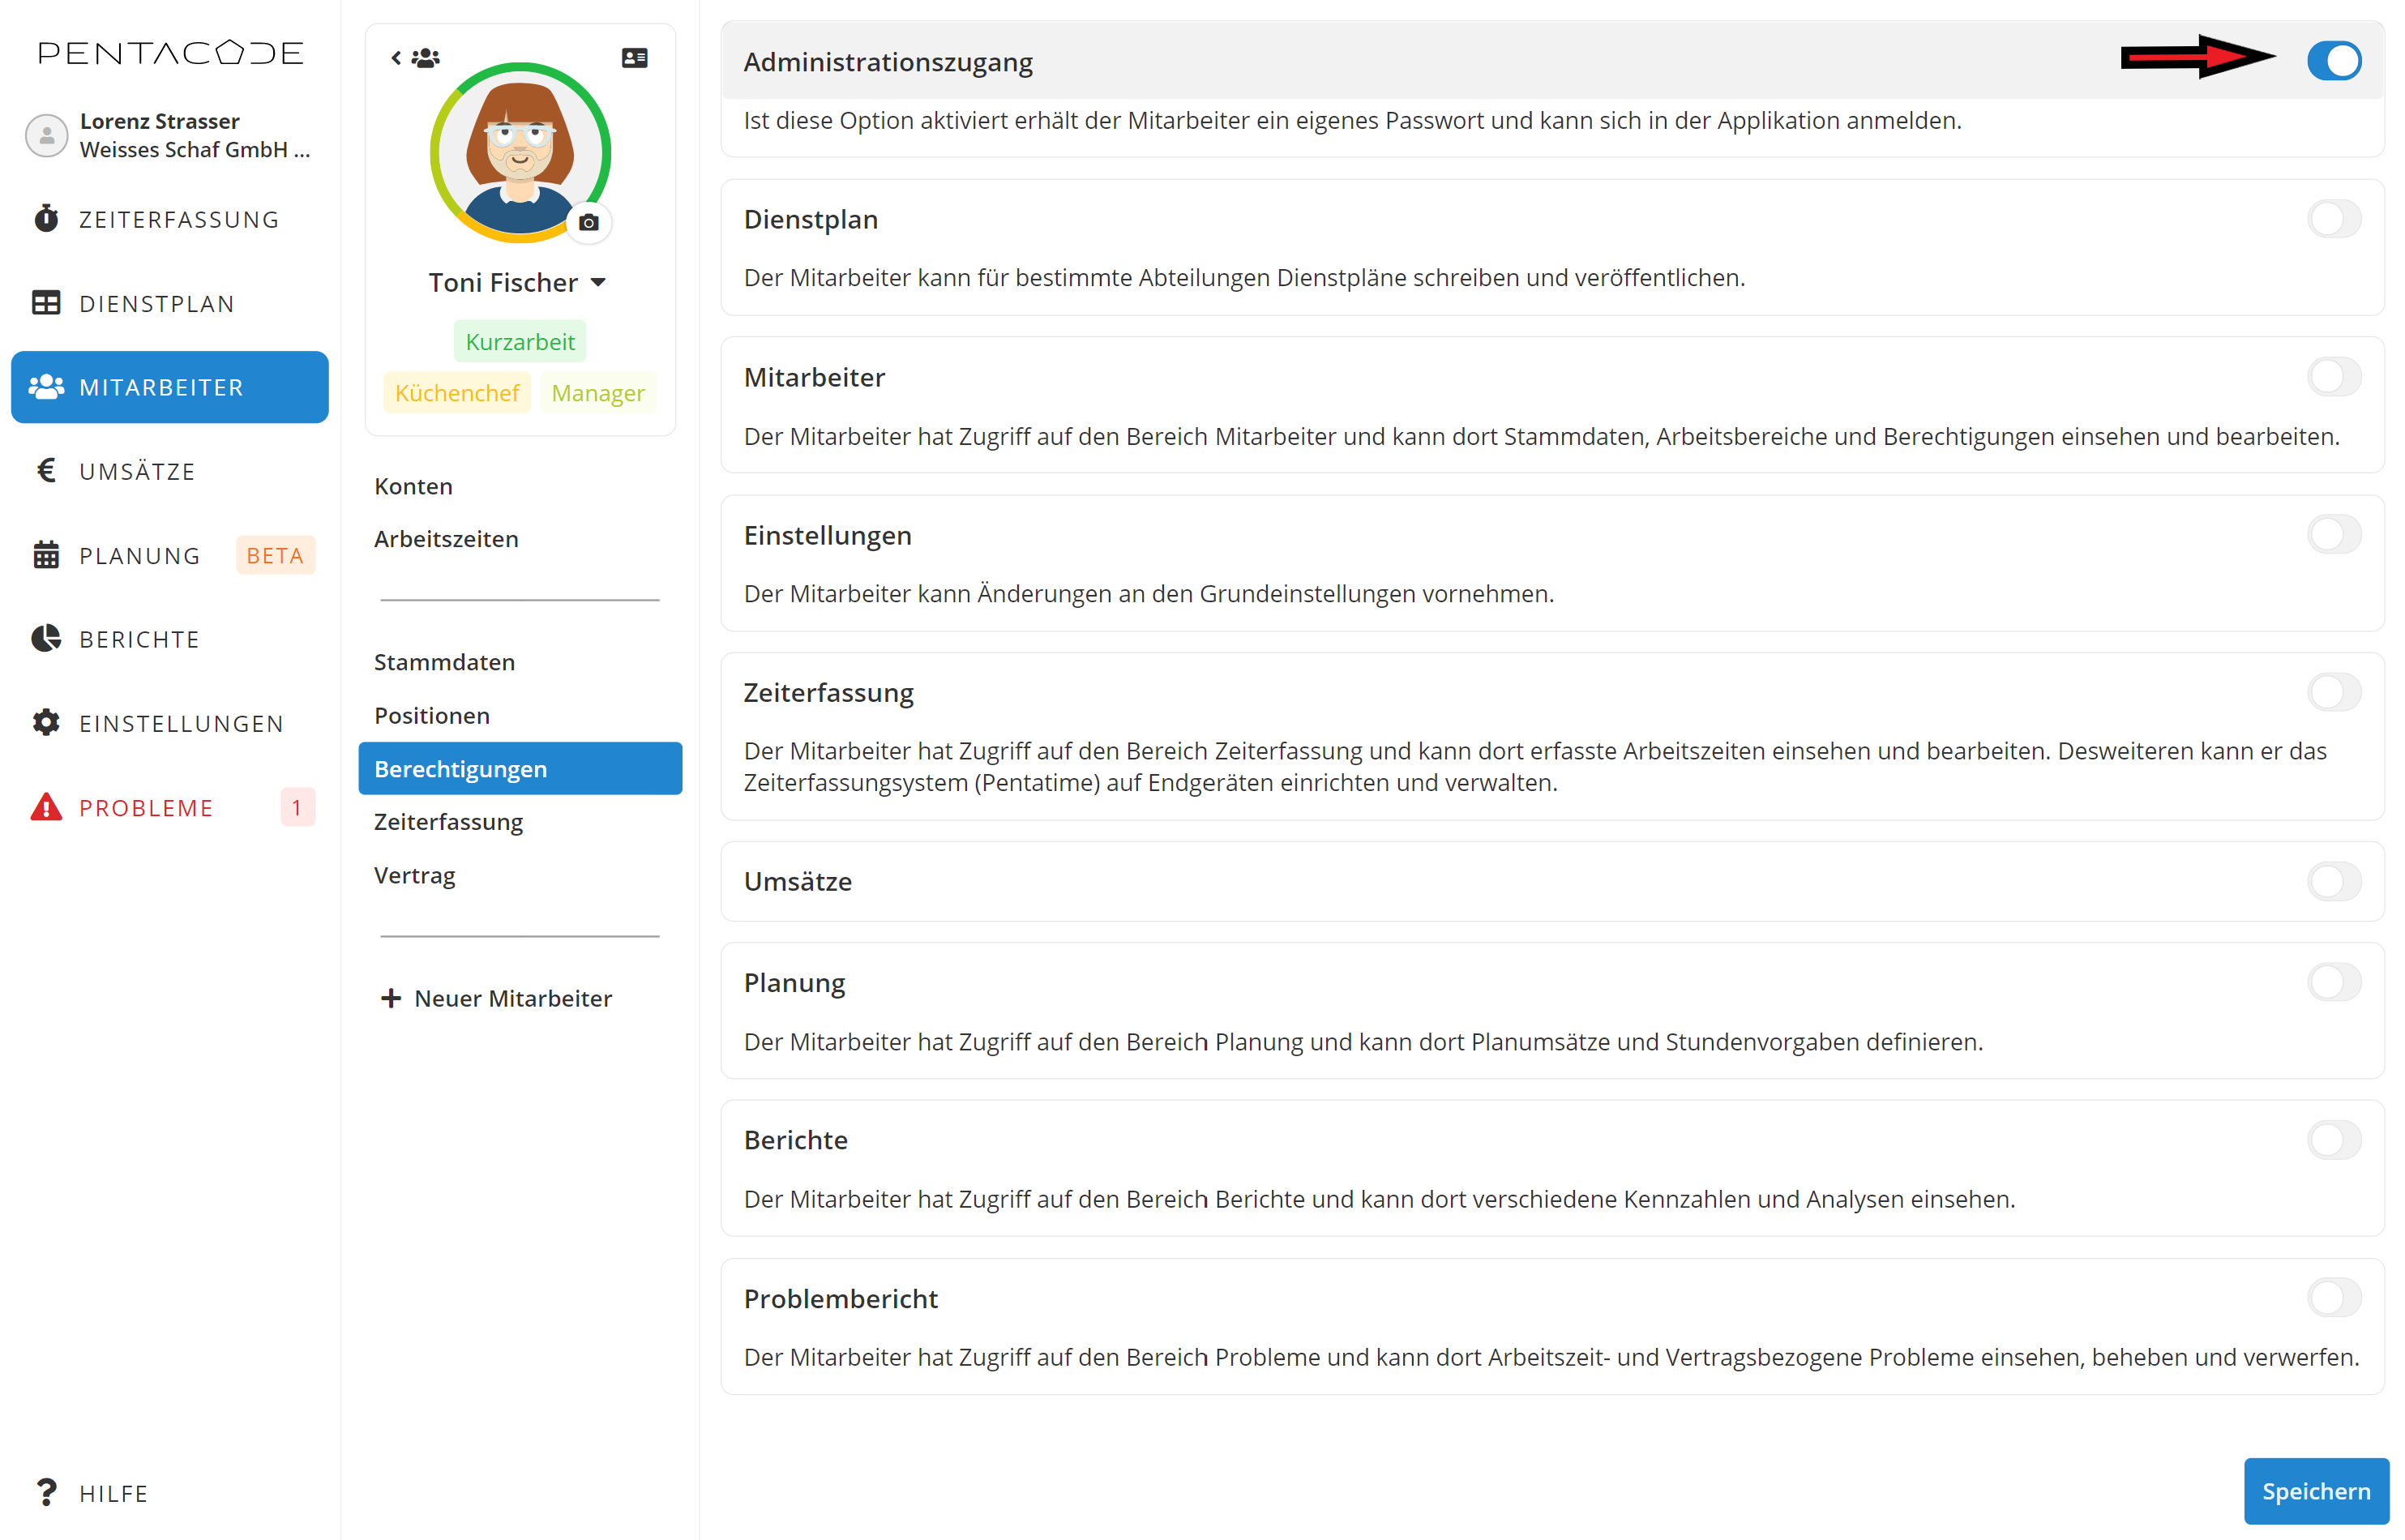 PENTACODE
Lorenz Strasser
Weisses Schaf GmbH ...
ZEITERFASSUNG
DIENSTPLAN
MITARBEITER
UMSÄTZE
PLANUNG BETA
BERICHTE
EINSTELLUNGEN
PROBLEME 1
HILFE
Toni Fischer
Kurzarbeit
Küchenchef Manager
Konten
Arbeitszeiten
Stammdaten
Positionen
Berechtigungen
Zeiterfassung
Vertrag
Neuer Mitarbeiter
Administrationszugang
Ist diese Option aktiviert erhält der Mitarbeiter ein eigenes Passwort und kann sich in der Applikation anmelden.
Dienstplan
Der Mitarbeiter kann für bestimmte Abteilungen Dienstpläne schreiben und veröffentlichen.
Mitarbeiter
Der Mitarbeiter hat Zugriff auf den Bereich Mitarbeiter und kann dort Stammdaten, Arbeitsbereiche und Berechtigungen einsehen und bearbeiten.
Einstellungen
Der Mitarbeiter kann Änderungen an den Grundeinstellungen vornehmen.
Zeiterfassung
Der Mitarbeiter hat Zugriff auf den Bereich Zeiterfassung und kann dort erfasste Arbeitszeiten einsehen und bearbeiten. Desweiteren kann er das
Zeiterfassungsystem (Pentatime) auf Endgeräten einrichten und verwalten.
Umsätze
Planung
Der Mitarbeiter hat Zugriff auf den Bereich Planung und kann dort Planumsätze und Stundenvorgaben definieren.
Berichte
Der Mitarbeiter hat Zugriff auf den Bereich Berichte und kann dort verschiedene Kennzahlen und Analysen einsehen.
Problembericht
Der Mitarbeiter hat Zugriff auf den Bereich Probleme und kann dort Arbeitszeit- und Vertragsbezogene Probleme einsehen, beheben und verwerfen.
Speichern